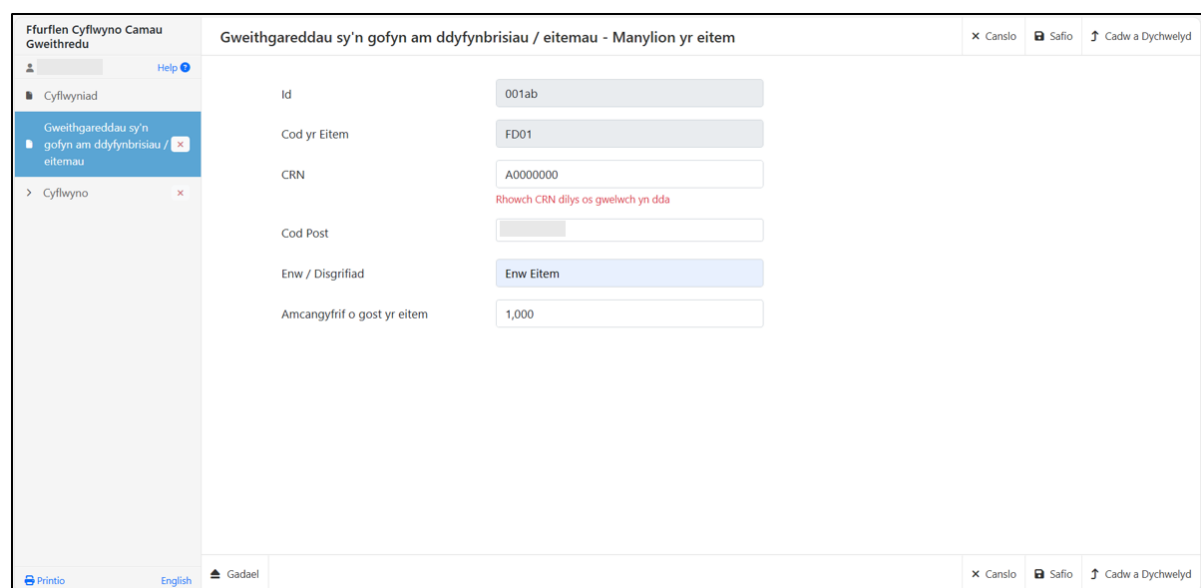 Ffurflen Cyflwyno Camau
Gweithredu
Help
Cyflwyniad
Gweithgareddau sy'n
gofyn am ddyfynbrisiau /
eitemau
Cyflwyno
Printio
English
Gweithgareddau sy'n gofyn am ddyfynbrisiau / eitemau - Manylion yr eitem
Canslo
Safio
Cadw a Dychwelyd
Id
001ab
Cod yr Eitem
FD01
CRN
A0000000
Rhowch CRN dilys os gwelwch yn dda
Cod Post
Enw / Disgrifiad
Enw Eitem
Amcangyfrif o gost yr eitem
1,000
Gadael
Canslo
Safio
Cadw a Dychwelyd